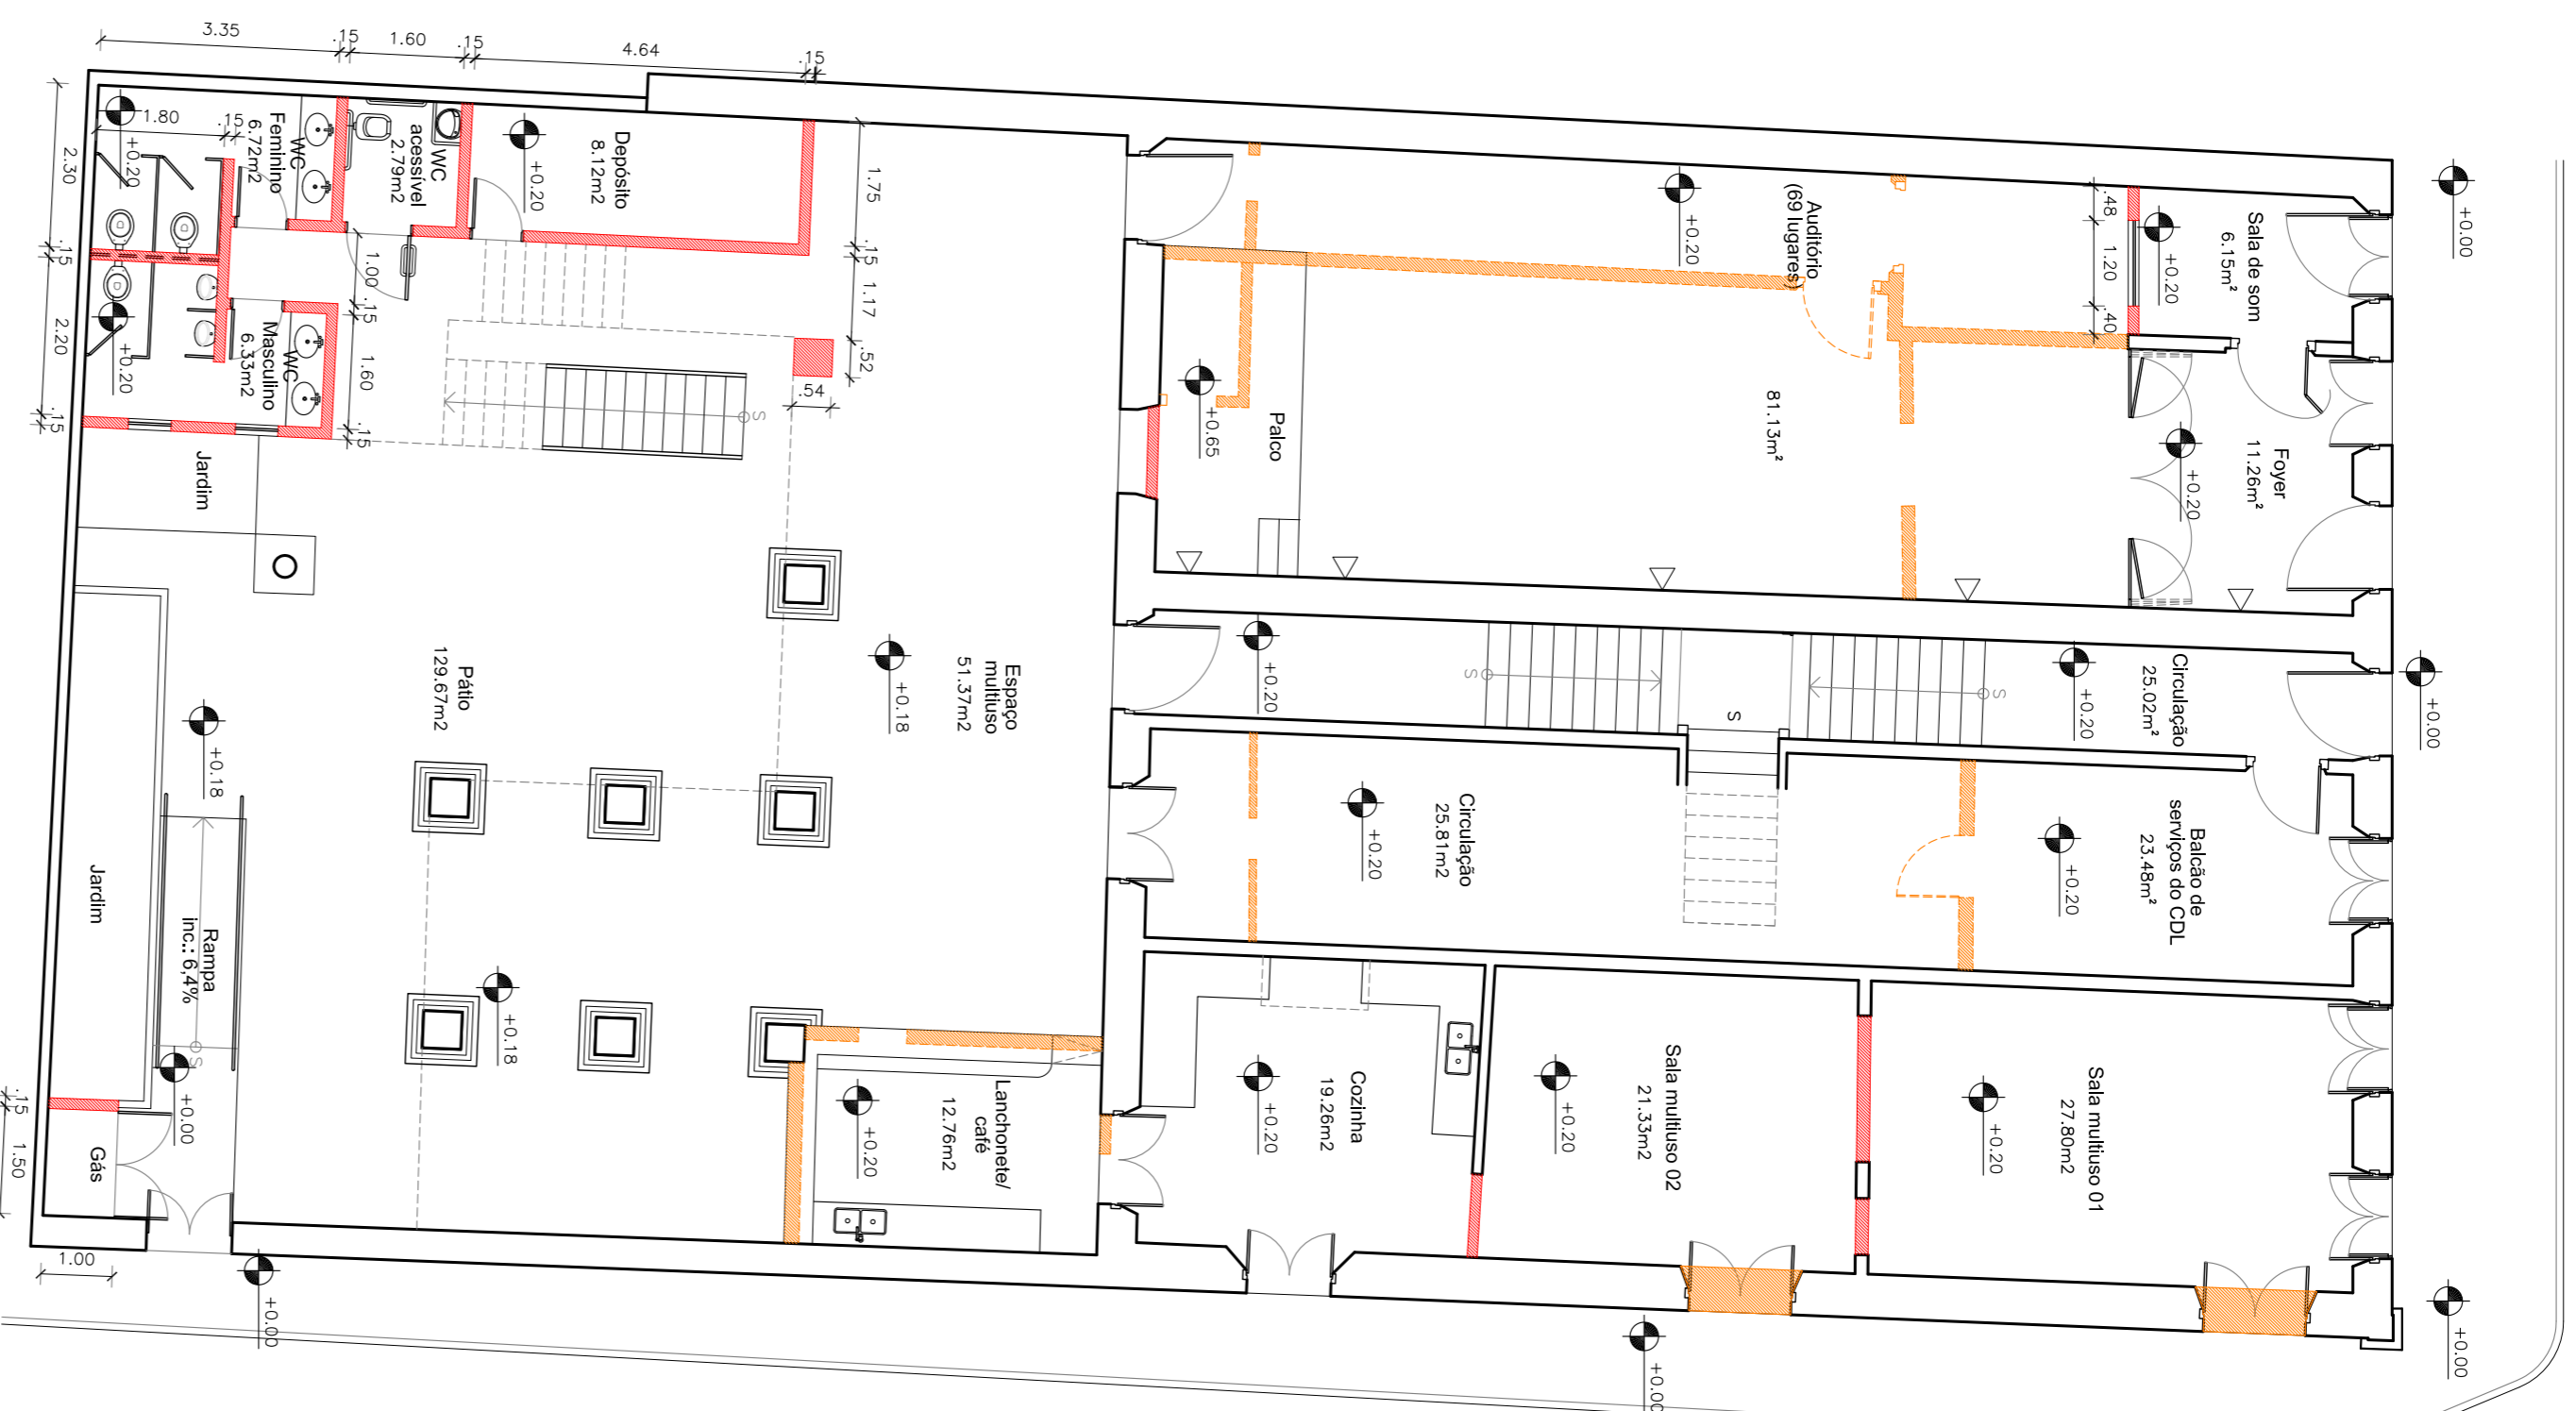 3.35
.15
1.60
.15
4.64
.15
2.30
.15
2.20
.15
1.80
.15
WC
Feminino
6.72m2
+0.20
WC
acessível
2.79m2
Depósito
8.12m2
+0.20
1.75
.15
1.17
.52
.54
1.00
.15
1.60
.15
WC
Masculino
6.33m2
+0.20
S
Jardim
Pátio
129.67m2
+0.18
Espaço
multiuso
51.37m2
+0.18
Jardim
Rampa
inc.: 6,4%
S
+0.18
+0.00
Gás
.15
1.50
1.00
+0.00
Lanchonete/
café
12.76m2
+0.20
Auditório
(69 lugares)
81.13m²
+0.20
Palco
+0.65
.48
1.20
.40
Sala de som
6.15m²
+0.20
Foyer
11.26m²
+0.20
+0.00
Circulação
25.02m²
+0.20
+0.20
S
S
S
+0.00
Circulação
25.81m2
+0.20
Balcão de
serviços do CDL
23.48m²
+0.20
Cozinha
19.26m2
+0.20
Sala multiuso 02
21.33m2
+0.20
Sala multiuso 01
27.80m2
+0.20
+0.00
+0.00